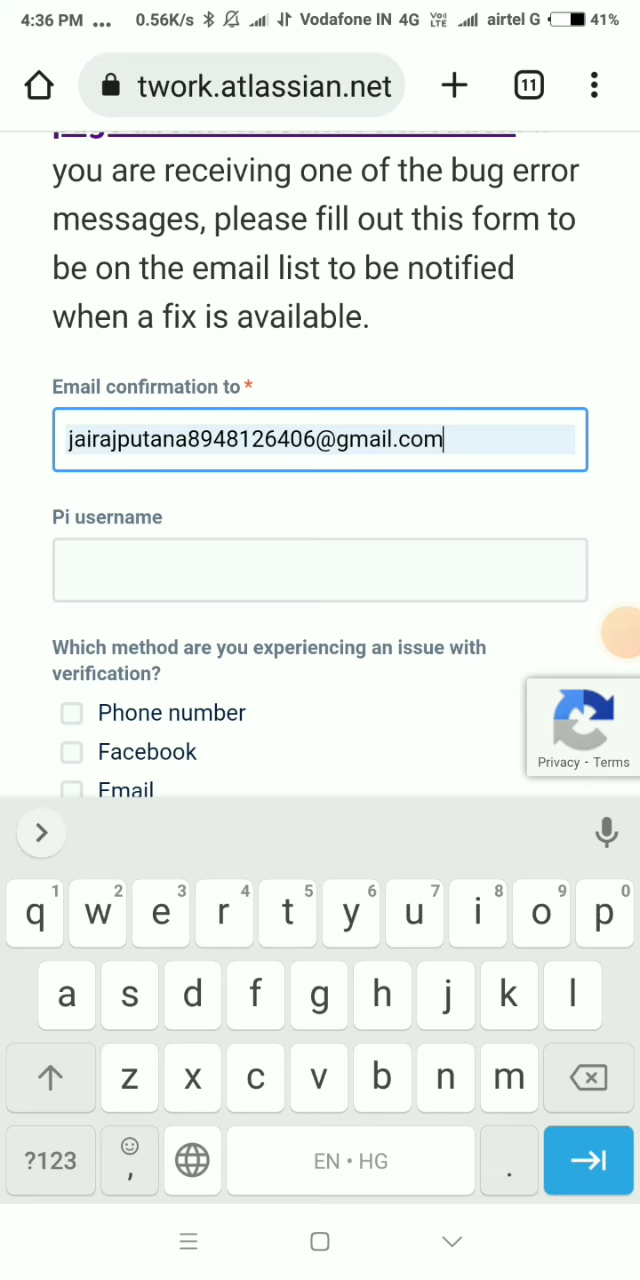 4:36 PM ... 0.56K/s Vodafone IN 4G Vo) LTE airtel G 41%
twork.atlassian.net 11
you are receiving one of the bug error
messages, please fill out this form to
be on the email list to be notified
when a fix is available.
Email confirmation to *
jairajputana8948126406@gmail.com
Pi username
Which method are you experiencing an issue with
verification?
Phone number
Facebook
Email
Privacy - Terms
q 1 w 2 e 3 r 4 t 5 y 6 u 7 i 8 o 9 p 0
a s d f g h j k l
z x c v b n m
?123 , EN • HG .